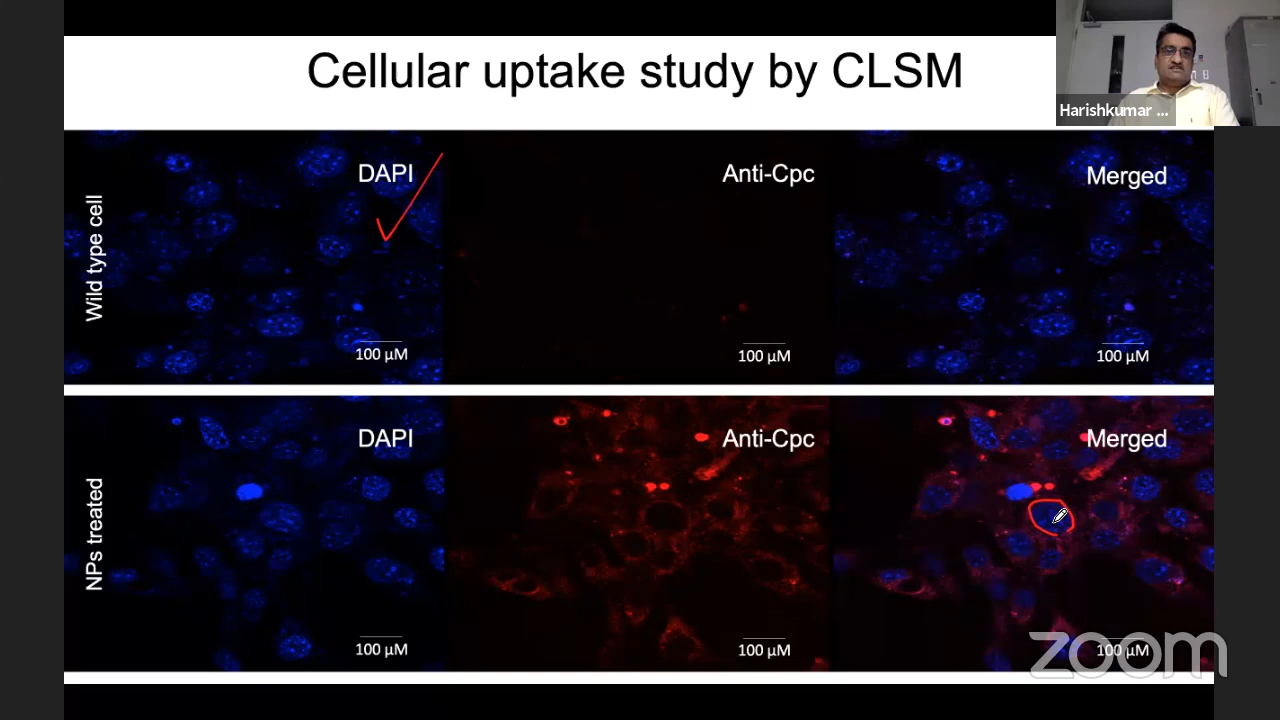 Cellular uptake study by CLSM
Harishkumar ...
Wild type cell
DAPI
Anti-Cpc
Merged
100 µM
100 µM
100 µM
NPs treated
DAPI
Anti-Cpc
Merged
100 µM
100 µM
100 µM
zoom